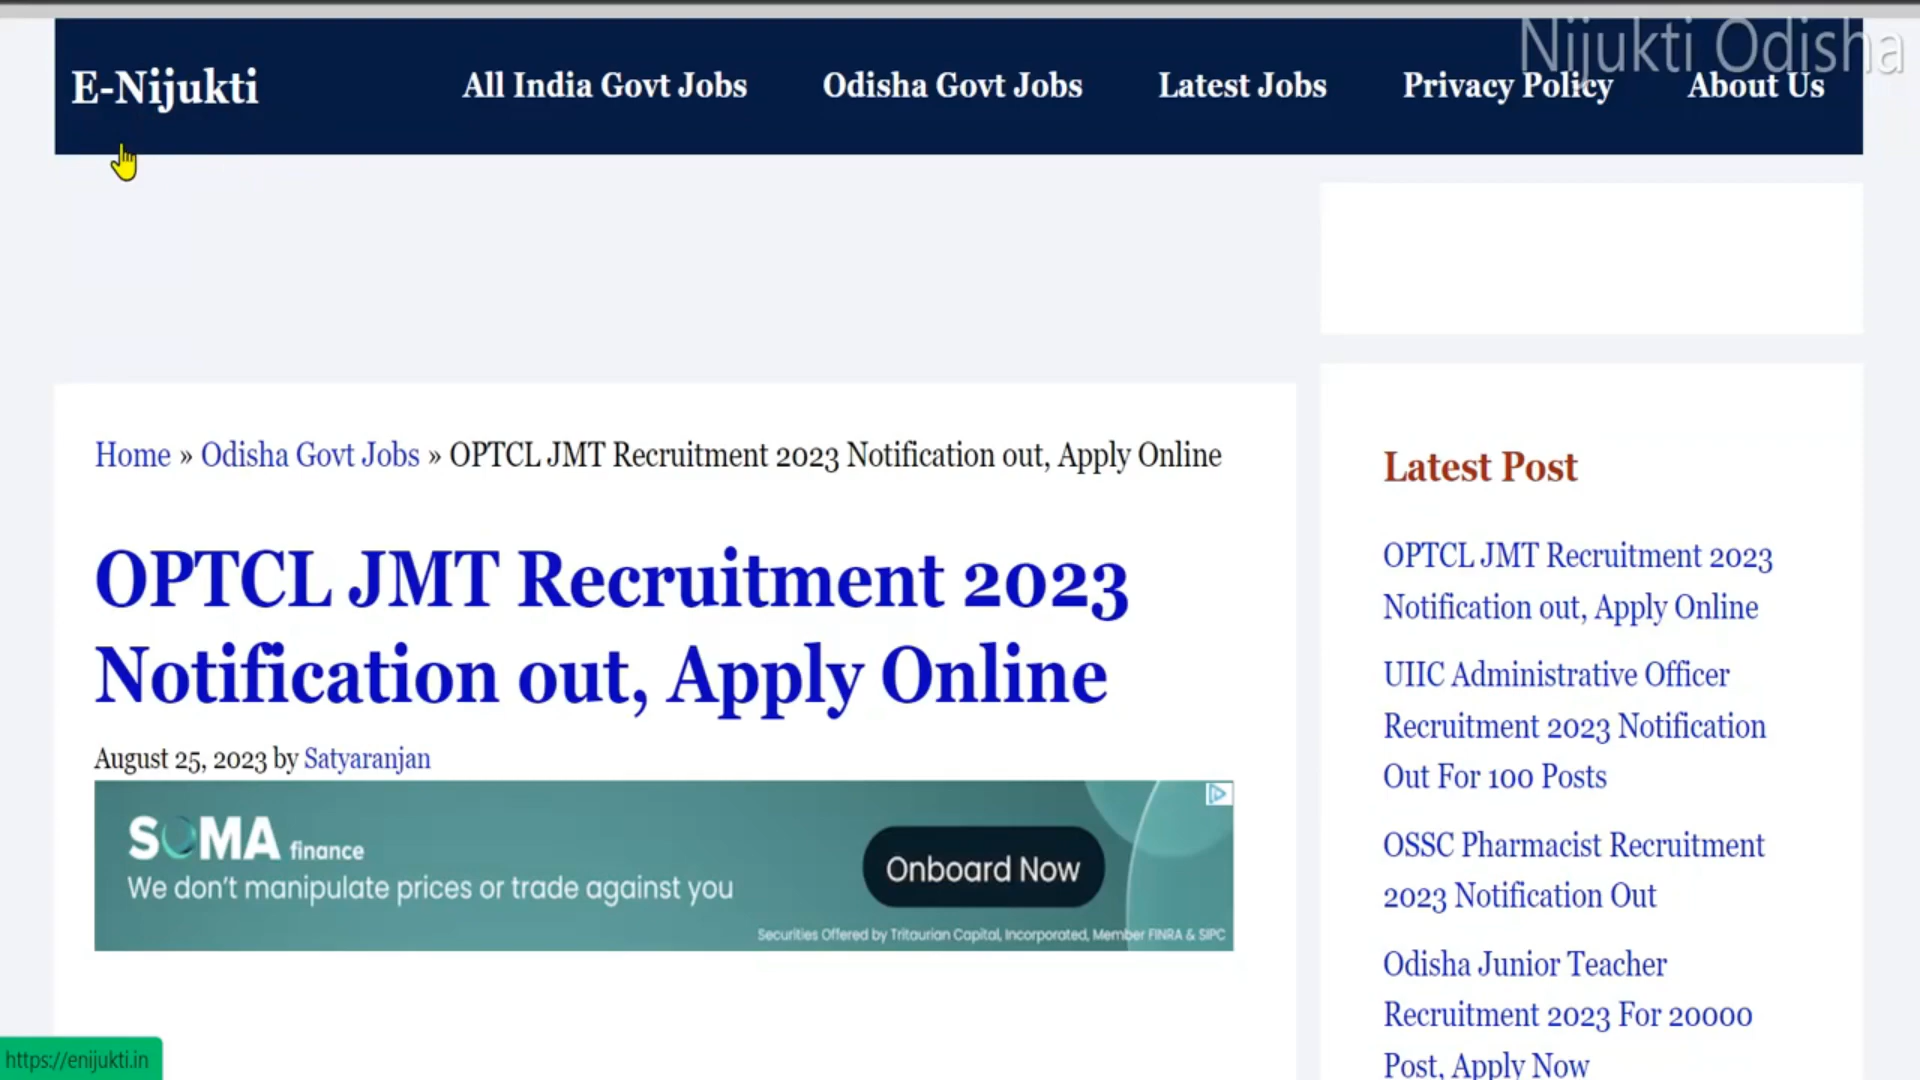 Nijukti Odisha
E-Nijukti
All India Govt Jobs
Odisha Govt Jobs
Latest Jobs
Privacy Policy
About Us
Home » Odisha Govt Jobs » OPTCL JMT Recruitment 2023 Notification out, Apply Online
OPTCL JMT Recruitment 2023
Notification out, Apply Online
August 25, 2023 by Satyaranjan
SOMA finance
We don't manipulate prices or trade against you
Onboard Now
Securities Offered by Tritaurian Capital, Incorporated, Member FINRA & SIPC
Latest Post
OPTCL JMT Recruitment 2023
Notification out, Apply Online
UIIC Administrative Officer
Recruitment 2023 Notification
Out For 100 Posts
OSSC Pharmacist Recruitment
2023 Notification Out
Odisha Junior Teacher
Recruitment 2023 For 20000
Post, Apply Now
https://enijukti.in